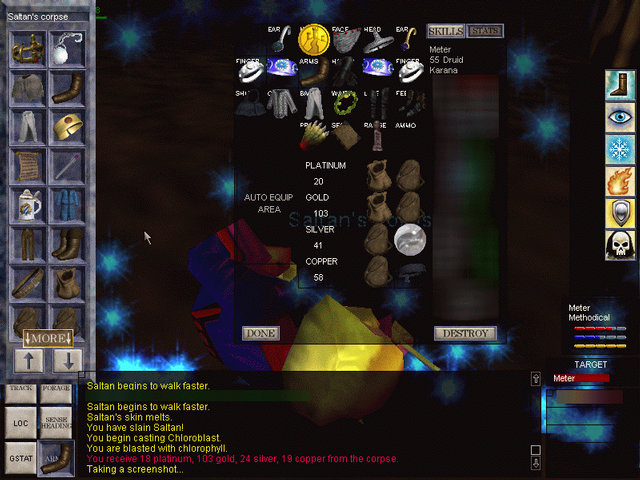 Saltan's corpse
MORE
TRACK
FORAGE
LOC
SENSE
HEADING
GSTAT
EAR
FACE
HEAD
EAR
FINGER
ARMS
FINGER
AMMO
PLATINUM
20
AUTO EQUIP
AREA
GOLD
103
SILVER
41
COPPER
58
DONE
SKILLS
STATS
Meter
55 Druid
Karana
DESTROY
Meter
Methodical
TARGET
Meter
Saltan begins to walk faster.
Saltan begins to walk faster.
Saltan's skin melts.
You have slain Saltan!
You begin casting Chloroblast.
You are blasted with chlorophyll.
You receive 18 platinum, 103 gold, 24 silver, 19 copper from the corpse.
Taking a screenshot...